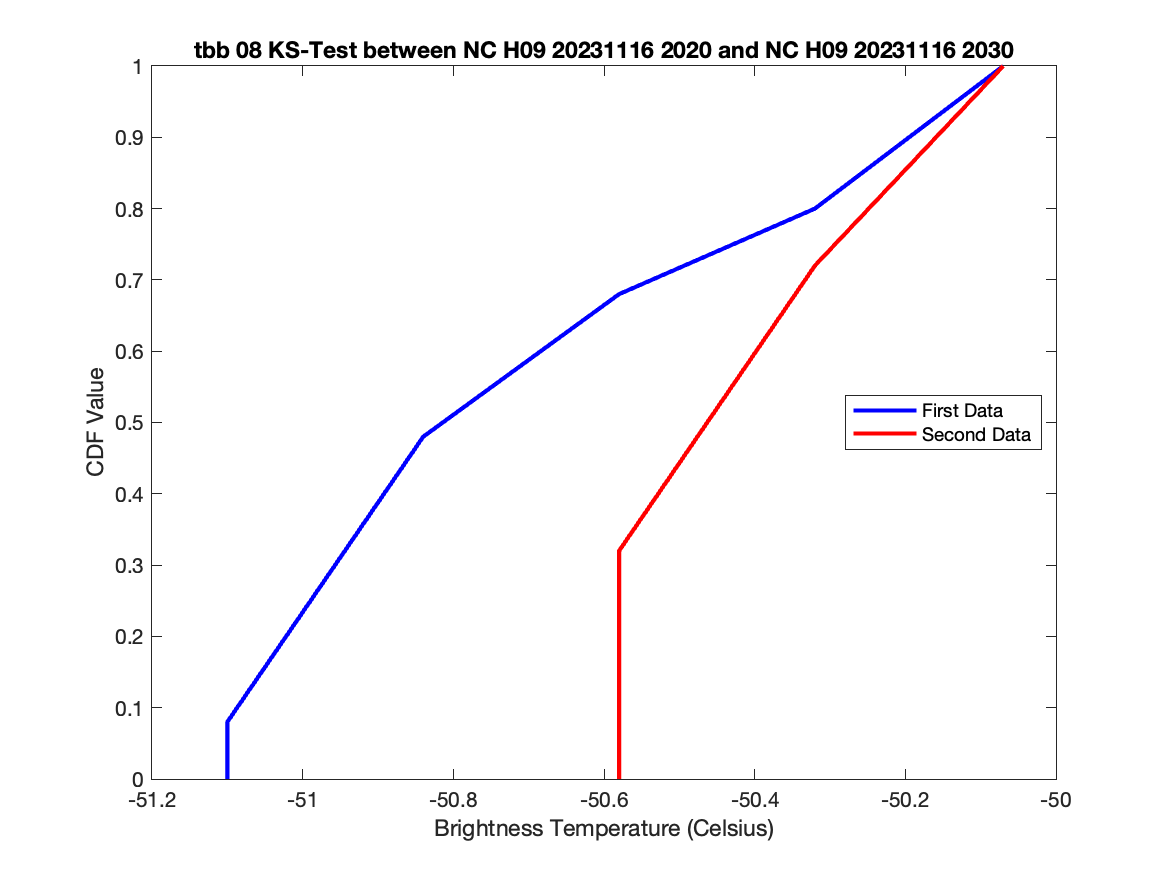 tbb 08 KS-Test between NC H09 20231116 2020 and NC H09 20231116 2030
1
0.9
0.8
0.7
0.6
0.5
0.4
0.3
0.2
0.1
0
CDF Value
First Data
Second Data
-51.2 -51 -50.8 -50.6 -50.4 -50.2 -50
Brightness Temperature (Celsius)